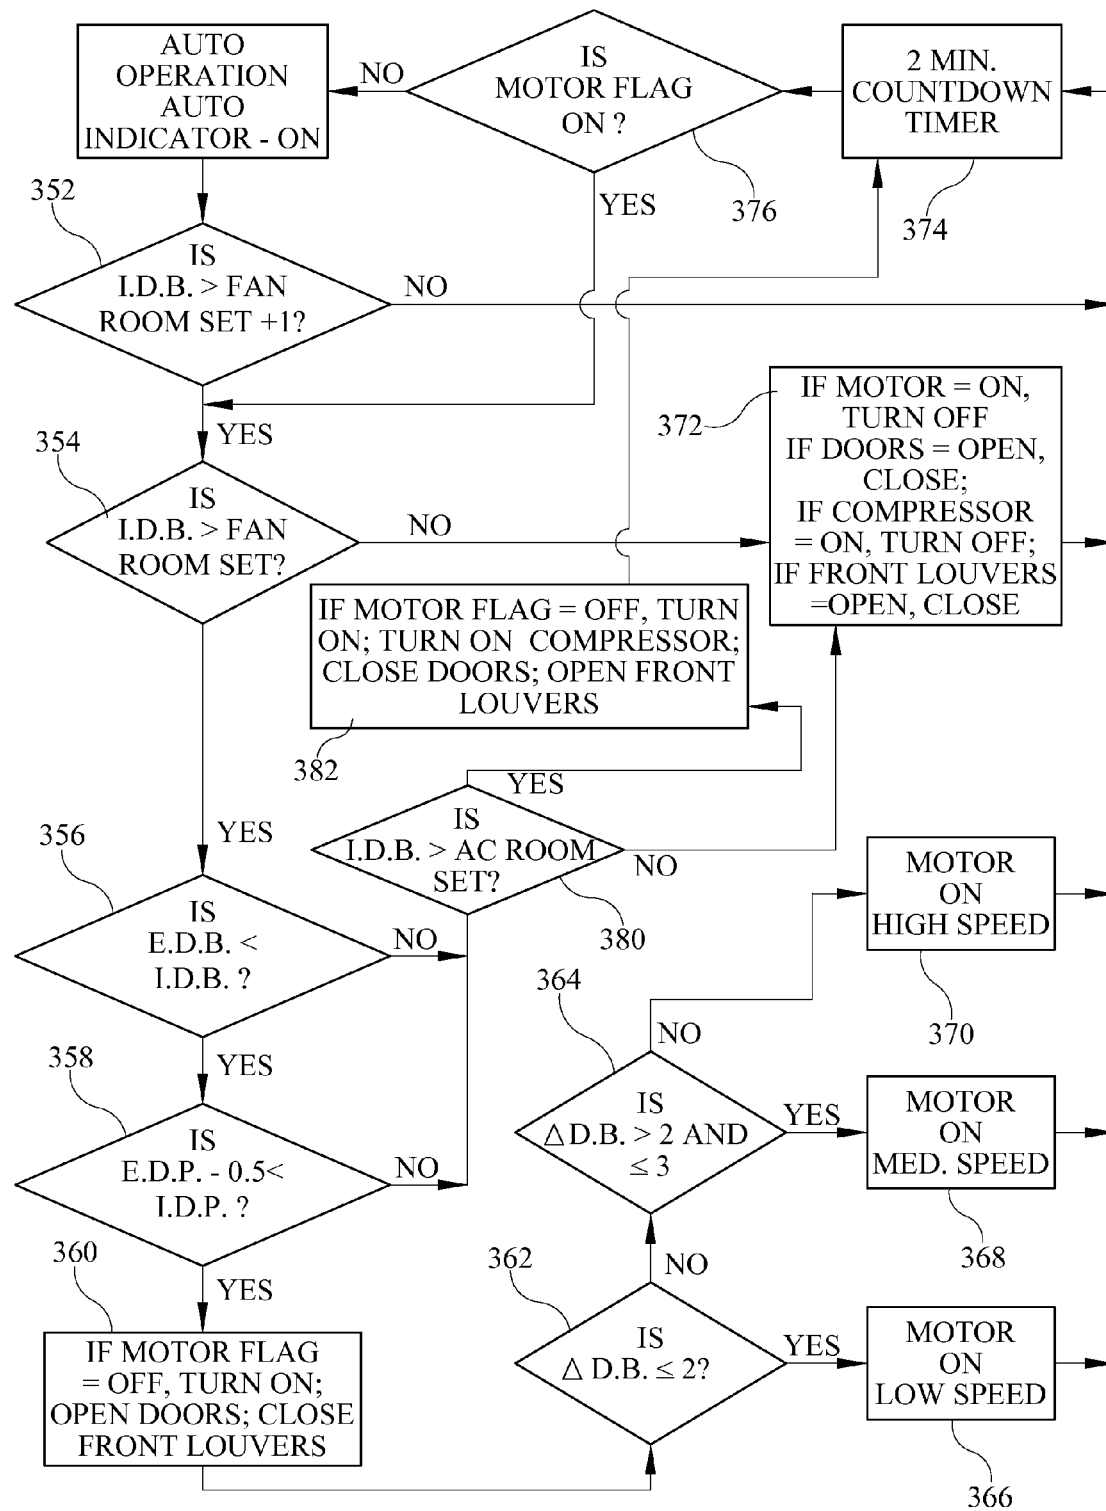 AUTO
OPERATION
AUTO
INDICATOR - ON
NO
IS
MOTOR FLAG
ON ?
376
YES
2 MIN.
COUNTDOWN
TIMER
374
352
IS
I.D.B. > FAN
ROOM SET +1?
NO
YES
354
IS
I.D.B. > FAN
ROOM SET?
NO
YES
372
IF MOTOR = ON,
TURN OFF
IF DOORS = OPEN,
CLOSE;
IF COMPRESSOR
= ON, TURN OFF;
IF FRONT LOUVERS
=OPEN, CLOSE
IF MOTOR FLAG = OFF, TURN
ON; TURN ON COMPRESSOR;
CLOSE DOORS; OPEN FRONT
LOUVERS
382
YES
IS
I.D.B. > AC ROOM
SET?
NO
380
356
IS
E.D.B. <
I.D.B. ?
NO
YES
358
IS
E.D.P. - 0.5<
I.D.P. ?
NO
YES
360
IF MOTOR FLAG
= OFF, TURN ON;
OPEN DOORS; CLOSE
FRONT LOUVERS
MOTOR
ON
HIGH SPEED
370
364
NO
IS
△ D.B. > 2 AND
≤ 3
YES
MOTOR
ON
MED. SPEED
368
362
NO
IS
△ D.B. ≤ 2?
YES
MOTOR
ON
LOW SPEED
366